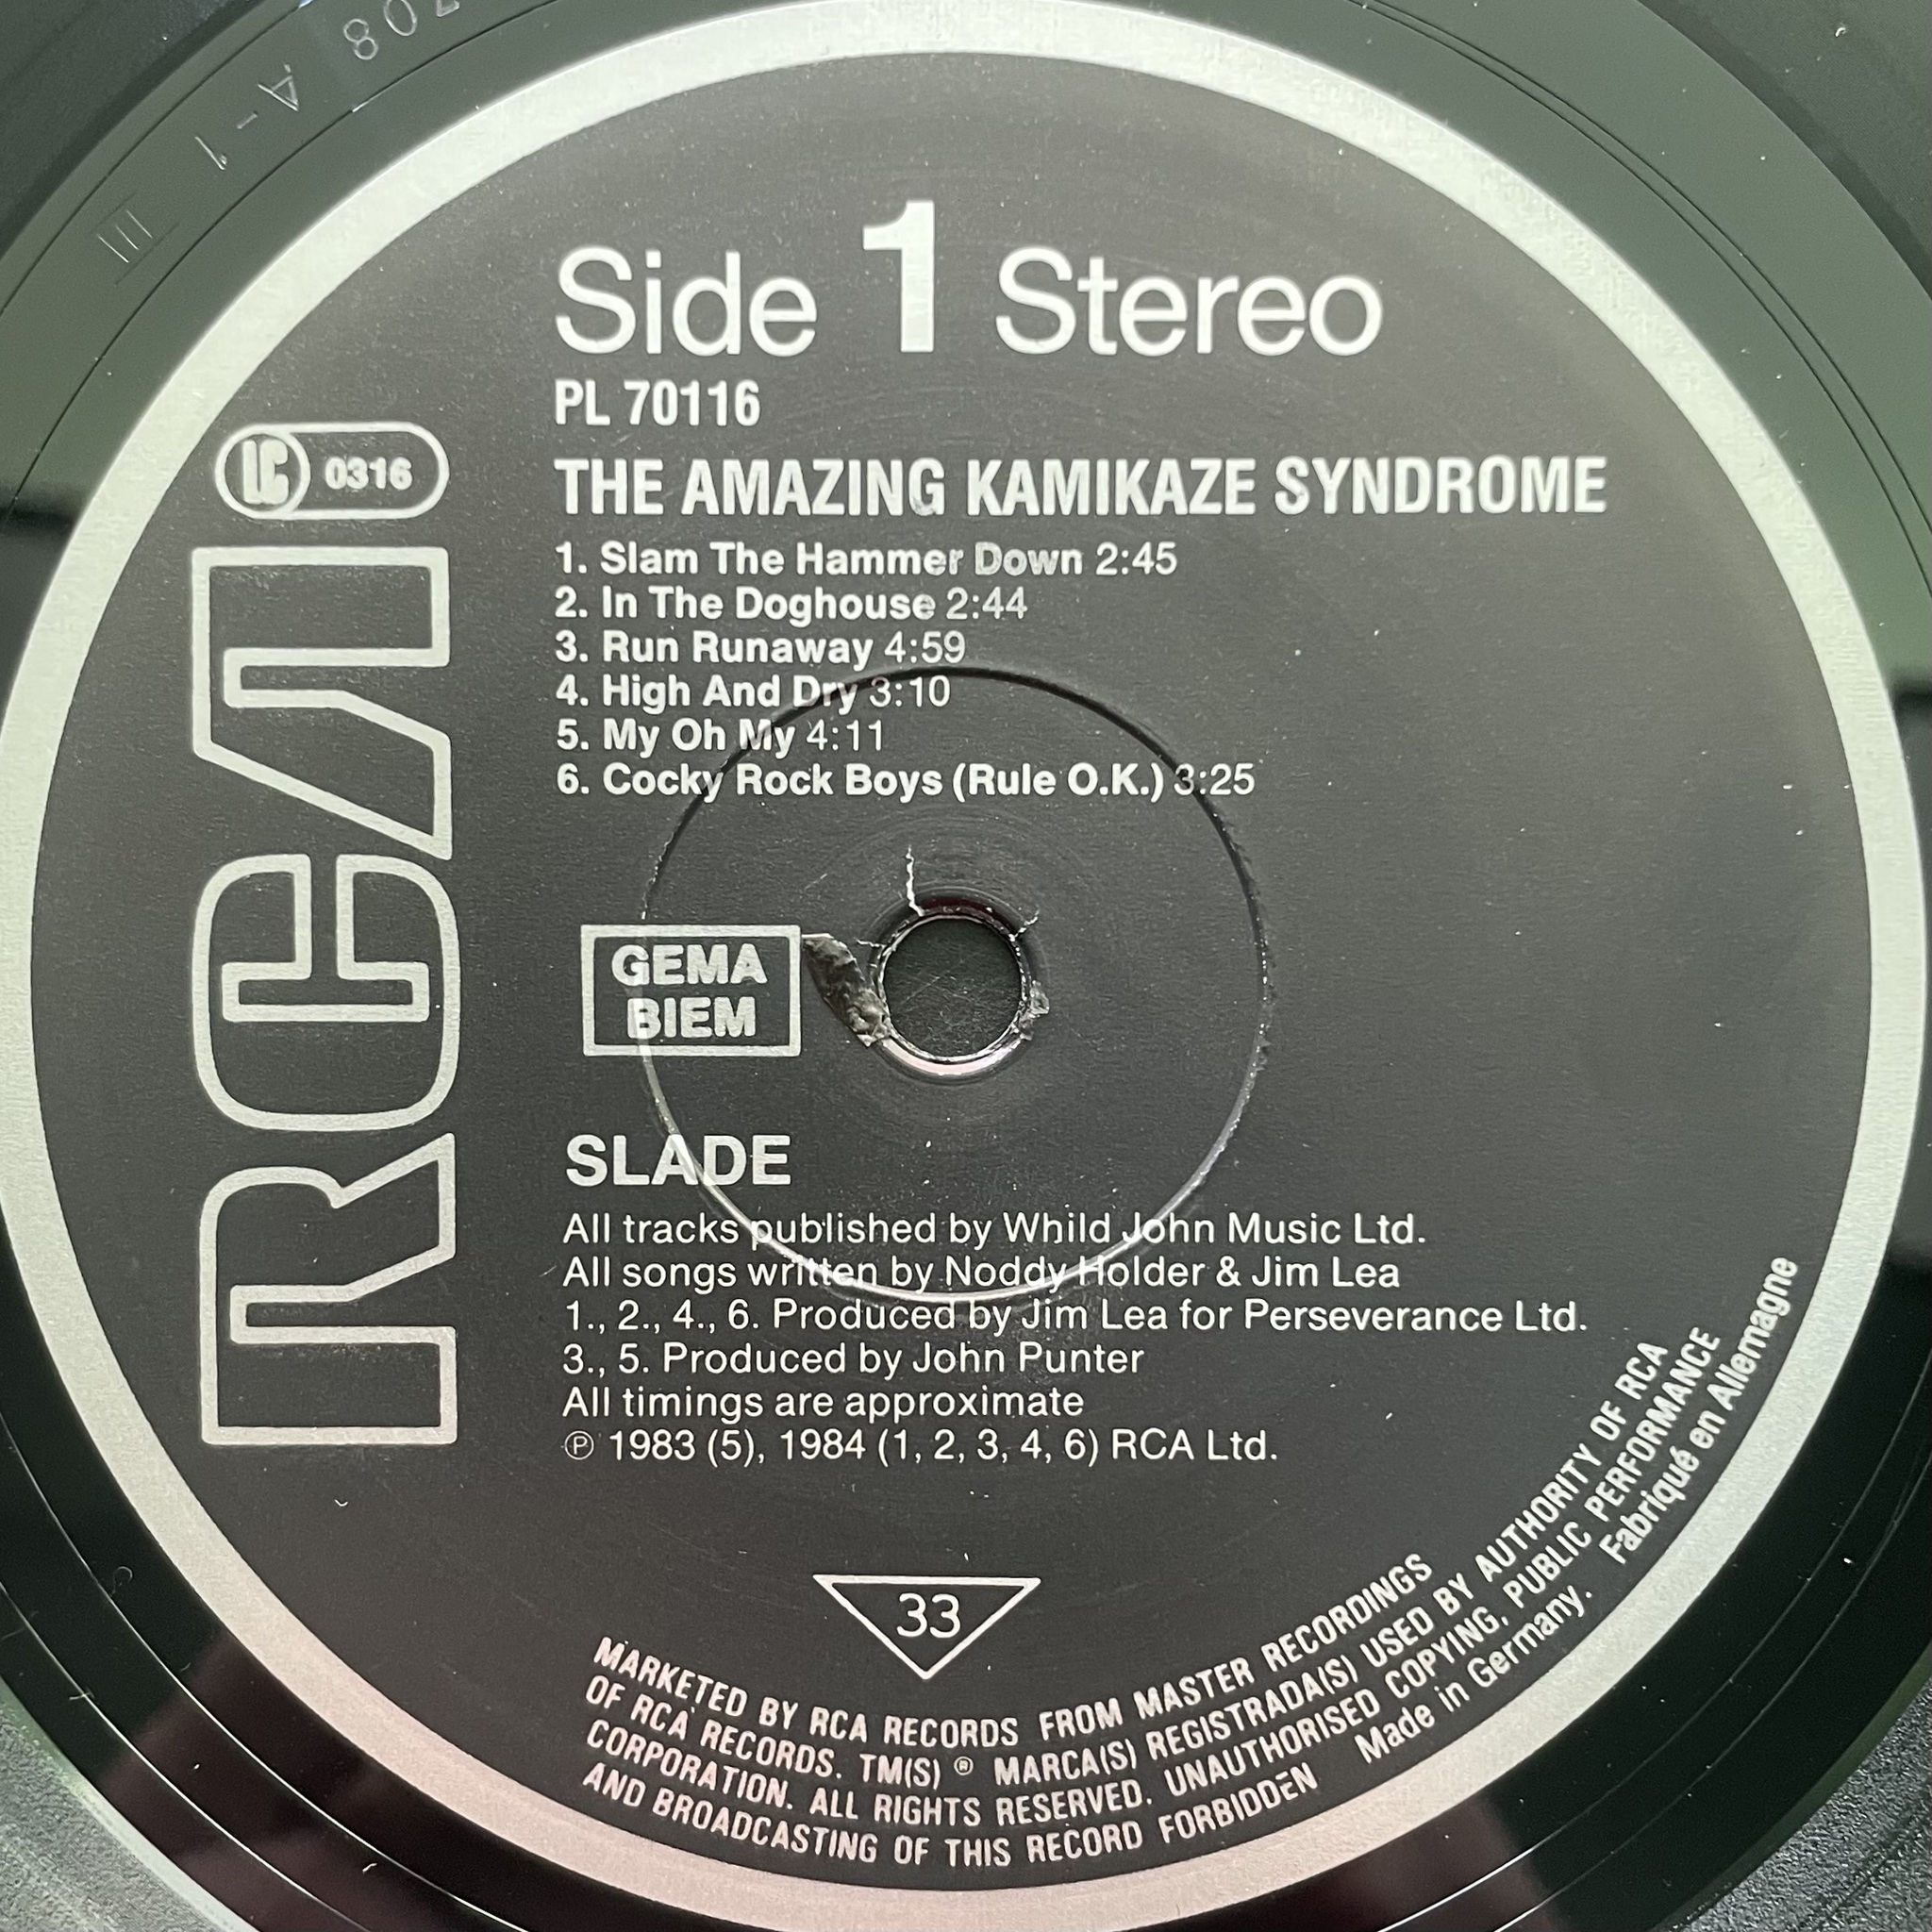 Side 1 Stereo
PL 70116
LC 0316
THE AMAZING KAMIKAZE SYNDROME
1. Slam The Hammer Down 2:45
2. In The Doghouse 2:44
3. Run Runaway 4:59
4. High And Dry 3:10
5. My Oh My 4:11
6. Cocky Rock Boys (Rule O.K.) 3:25
RCA
GEMA
BIEM
SLADE
All tracks published by Whild John Music Ltd.
All songs written by Noddy Holder & Jim Lea
1., 2., 4., 6. Produced by Jim Lea for Perseverance Ltd.
3., 5. Produced by John Punter
All timings are approximate
Ⓟ 1983 (5), 1984 (1, 2, 3, 4, 6) RCA Ltd.
33
MARKETED BY RCA RECORDS FROM MASTER RECORDINGS
OF RCA RECORDS. TM(S) ® MARCA(S) REGISTRADA(S) USED BY AUTHORITY OF RCA
CORPORATION. ALL RIGHTS RESERVED. UNAUTHORISED COPYING, PUBLIC PERFORMANCE
AND BROADCASTING OF THIS RECORD FORBIDDEN Made in Germany. Fabriqué en Allemagne